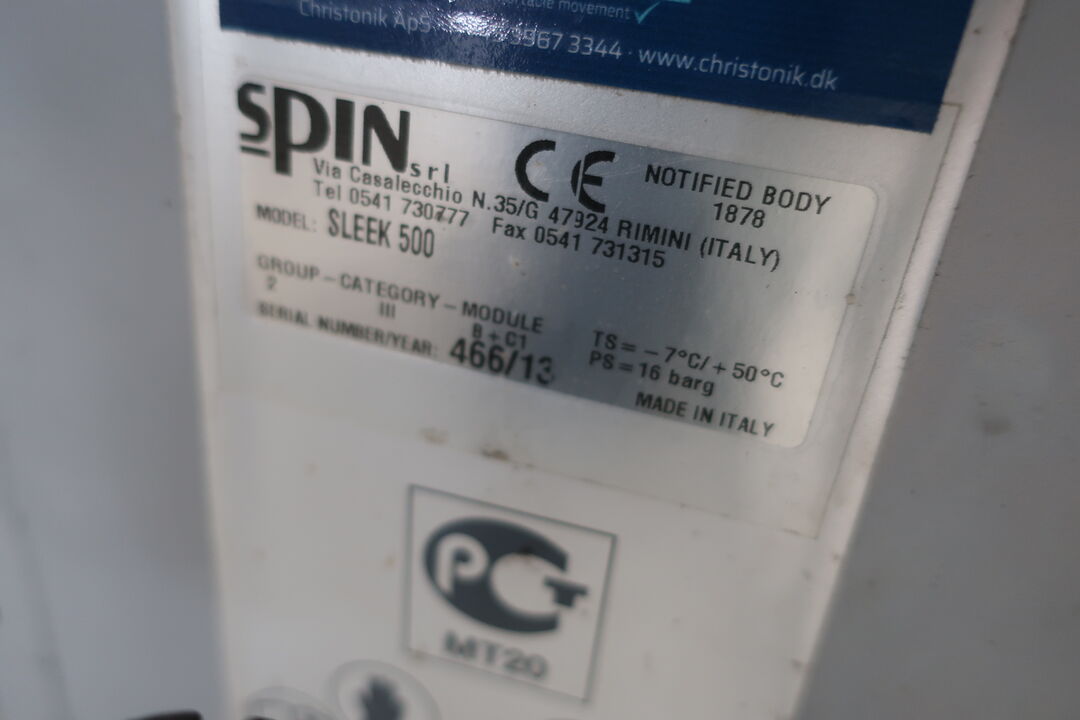 table movement
Christonik ApS 3967 3344 · www.christonik.dk
SPIN srl
CE
NOTIFIED BODY
1878
Via Casalecchio N.35/G 47924 RIMINI (ITALY)
Tel 0541 730777 Fax 0541 731315
MODEL: SLEEK 500
GROUP – CATEGORY – MODULE
2 III B + C1
SERIAL NUMBER/YEAR: 466/13
TS = – 7°C/ + 50°C
PS = 16 barg
MADE IN ITALY
PCT
MT20